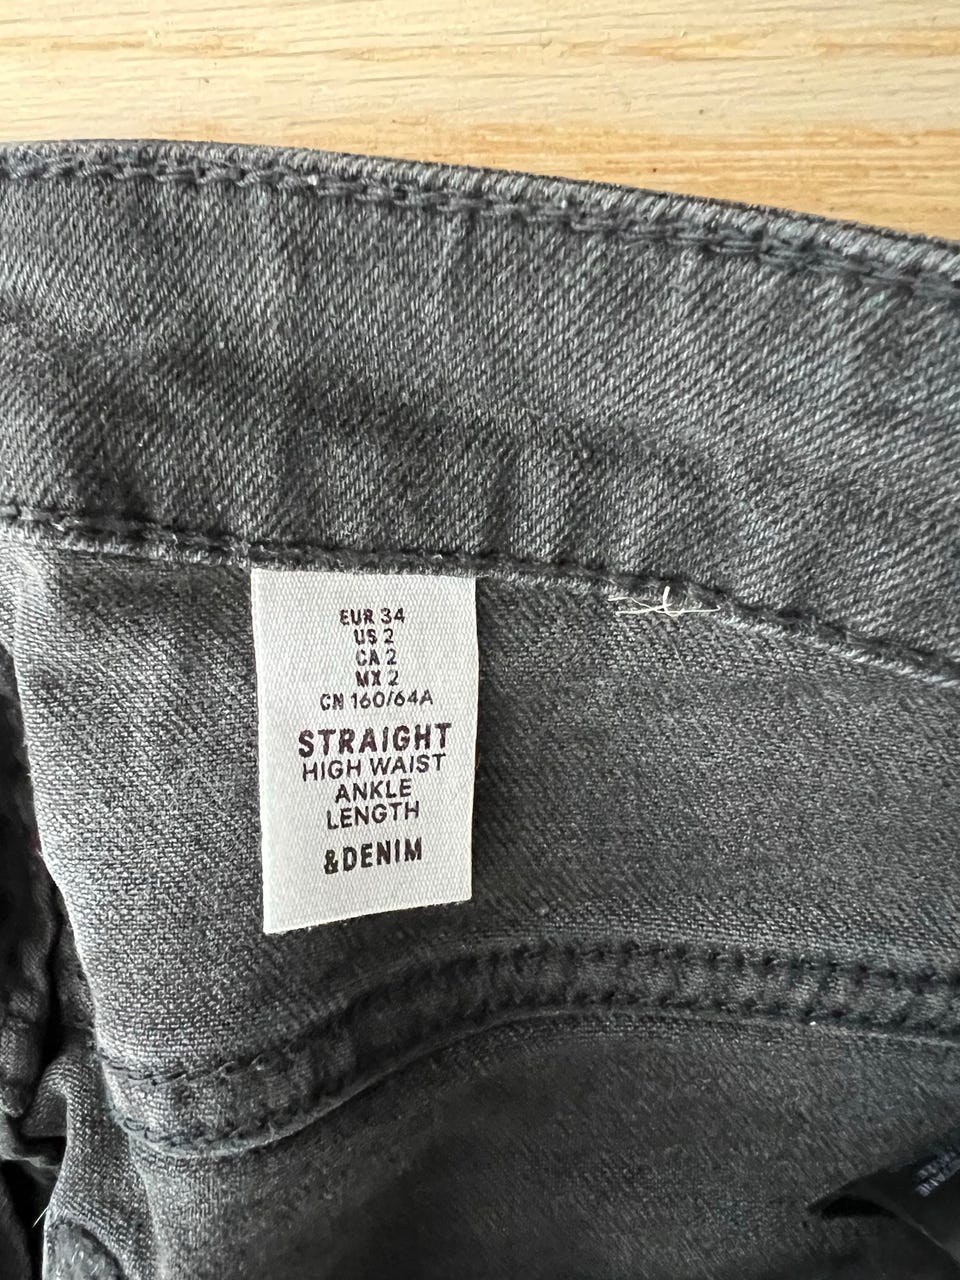 EUR 34
US 2
CA 2
MX 2
CN 160/64A
STRAIGHT
HIGH WAIST
ANKLE
LENGTH
&DENIM